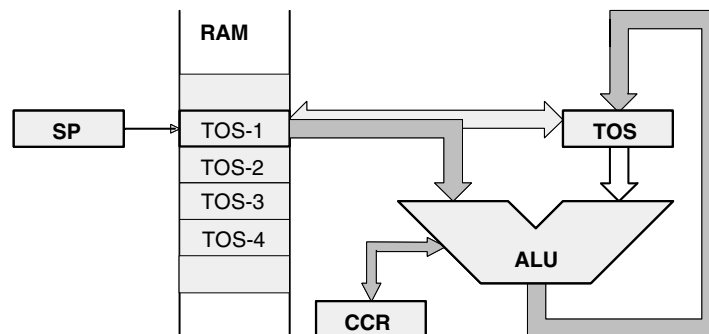 RAM
SP
TOS-1
TOS
TOS-2
TOS-3
TOS-4
ALU
CCR